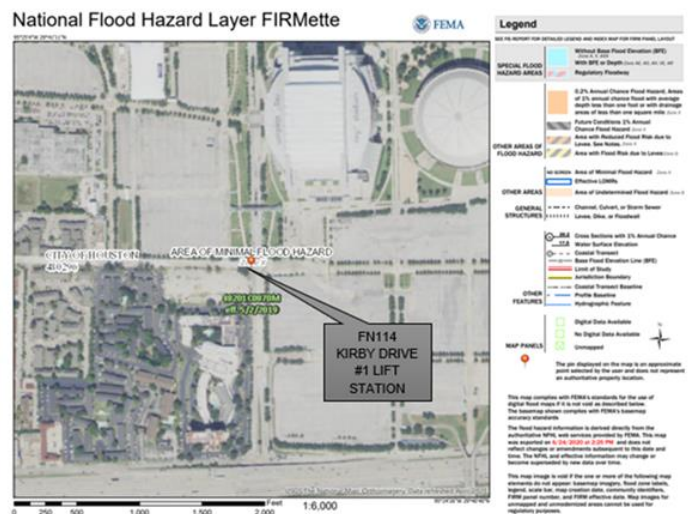 National Flood Hazard Layer FIRMette
FEMA
Legend
SEE FIS REPORT FOR DETAILED LEGEND AND INDEX MAP FOR FIRM PANEL LAYOUT
SPECIAL FLOOD
HAZARD AREAS
Without Base Flood Elevation (BFE)
With BFE or Depth
Regulatory Floodway
0.2% Annual Chance Flood Hazard, Areas
of 1% annual chance flood with average
depth less than one foot or with drainage
areas of less than one square mile
Future Conditions 1% Annual
Chance Flood Hazard
Area with Reduced Flood Risk due to
Levee. See Notes.
Area with Flood Risk due to Levee
OTHER AREAS OF
FLOOD HAZARD
NO SCREEN
Area of Minimal Flood Hazard
Effective LOMRs
OTHER AREAS
Area of Undetermined Flood Hazard
GENERAL
STRUCTURES
Channel, Culvert, or Storm Sewer
Levee, Dike, or Floodwall
Cross Sections with 1% Annual Chance
Water Surface Elevation
Coastal Transect
Base Flood Elevation Line (BFE)
Limit of Study
Jurisdiction Boundary
Coastal Transect Baseline
OTHER
FEATURES
Profile Baseline
Hydrographic Feature
Digital Data Available
No Digital Data Available
MAP PANELS
Unmapped
The pin displayed on the map is an approximate
point selected by the user and does not represent
an authoritative property location.
This map complies with FEMA's standards for the use of
digital flood maps if it is not void as described below.
The basemap shown complies with FEMA's basemap
accuracy standards
The flood hazard information is derived directly from the
authoritative NFHL web services provided by FEMA. This map
was exported on 6/24/2020 at 2:20 PM and does not
reflect changes or amendments subsequent to this date and
time. The NFHL and effective information may change or
become superseded by new data over time.
This map image is void if the one or more of the following map
elements do not appear: basemap imagery, flood zone labels,
legend, scale bar, map creation date, community identifiers,
FIRM panel number, and FIRM effective date. Map images for
unmapped and unmodernized areas cannot be used for
regulatory purposes.
CITY OF HOUSTON
480296
AREA OF MINIMAL FLOOD HAZARD
48201C0870M
eff. 5/2/2019
FN114
KIRBY DRIVE
#1 LIFT
STATION
Feet
0 250 500 1,000 1,500 2,000
1:6,000